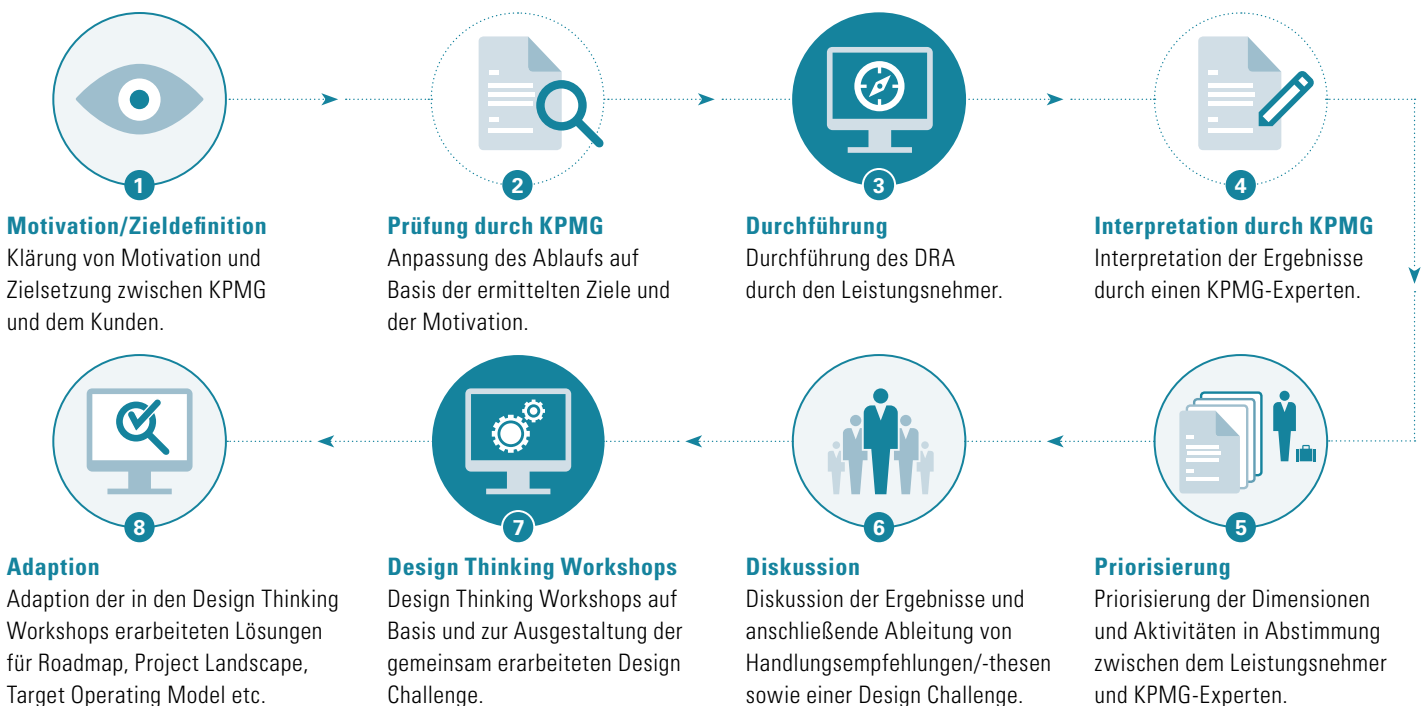 1
Motivation/Zieldefinition
Klärung von Motivation und
Zielsetzung zwischen KPMG
und dem Kunden.
2
Prüfung durch KPMG
Anpassung des Ablaufs auf
Basis der ermittelten Ziele und
der Motivation.
3
Durchführung
Durchführung des DRA
durch den Leistungsnehmer.
4
Interpretation durch KPMG
Interpretation der Ergebnisse
durch einen KPMG-Experten.
5
Priorisierung
Priorisierung der Dimensionen
und Aktivitäten in Abstimmung
zwischen dem Leistungsnehmer
und KPMG-Experten.
6
Diskussion
Diskussion der Ergebnisse und
anschließende Ableitung von
Handlungsempfehlungen/-thesen
sowie einer Design Challenge.
7
Design Thinking Workshops
Design Thinking Workshops auf
Basis und zur Ausgestaltung der
gemeinsam erarbeiteten Design
Challenge.
8
Adaption
Adaption der in den Design Thinking
Workshops erarbeiteten Lösungen
für Roadmap, Project Landscape,
Target Operating Model etc.